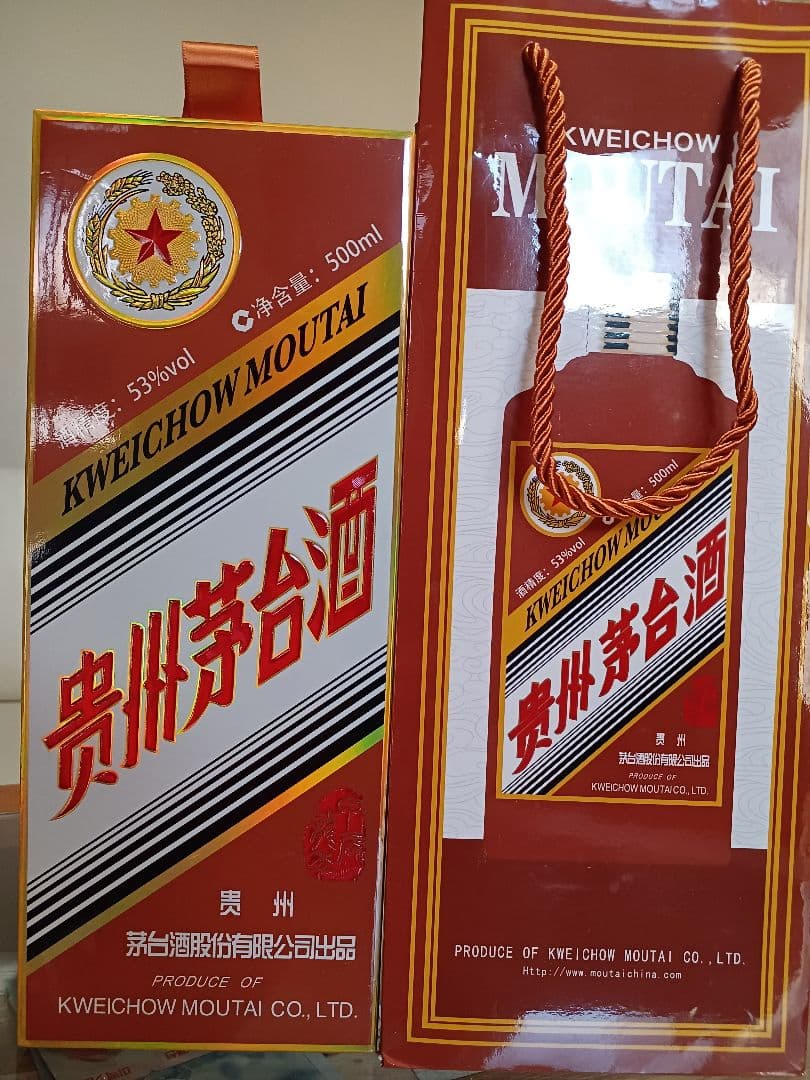 净含量：500ml
53%vol
KWEICHOW MOUTAI
贵州茅台酒
贵 州
茅台酒股份有限公司出品
PRODUCE OF
KWEICHOW MOUTAI CO., LTD.
KWEICHOW
MOUTAI
500ml
酒精度：53%vol
KWEICHOW
贵州茅台酒
贵 州
茅台酒股份有限公司出品
PRODUCE OF
KWEICHOW MOUTAI CO., LTD.
PRODUCE OF KWEICHOW MOUTAI CO.,LTD.
Http://www.moutaichina.com